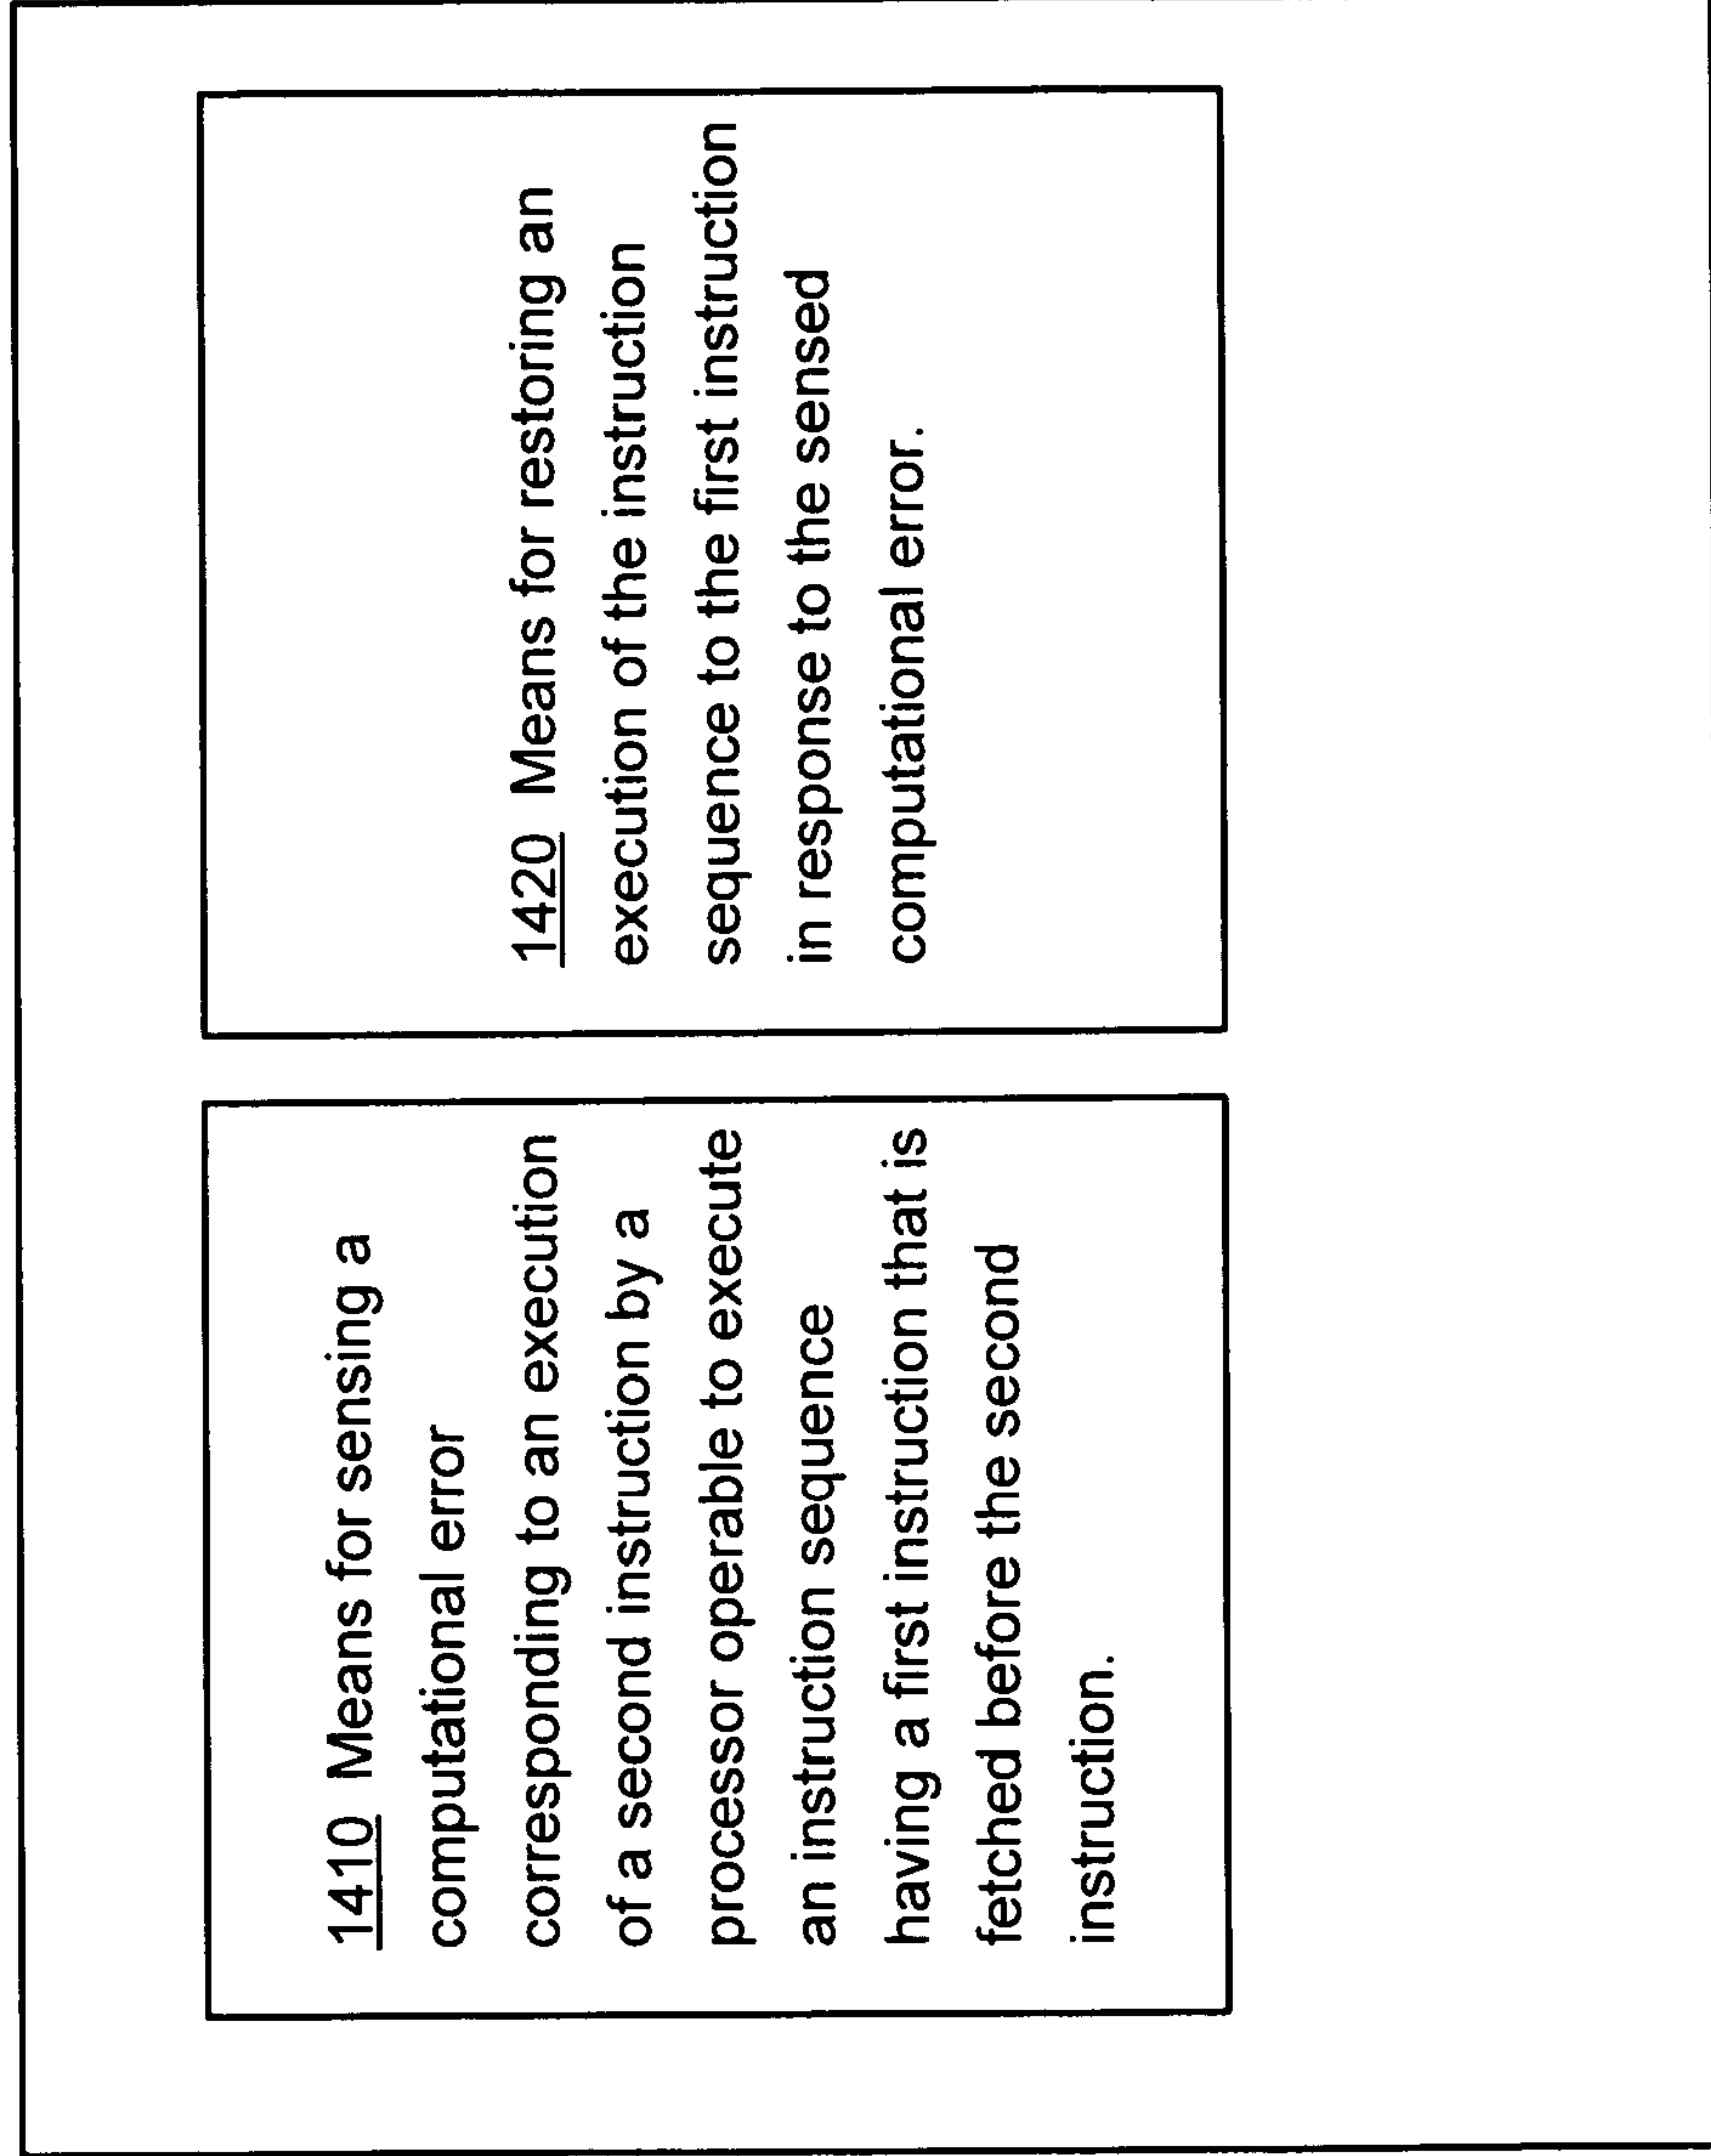 1410 Means for sensing a
computational error
corresponding to an execution
of a second instruction by a
processor operable to execute
an instruction sequence
having a first instruction that is
fetched before the second
instruction.
1420 Means for restoring an
execution of the instruction
sequence to the first instruction
in response to the sensed
computational error.